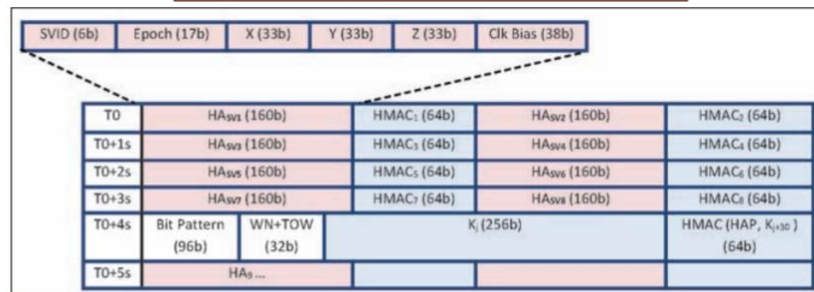 SVID (6b) Epoch (17b) X (33b) Y (33b) Z (33b) Clk Bias (38b)
T0 HASV1 (160b) HMAC1 (64b) HASV2 (160b) HMAC2 (64b)
T0+1s HASV3 (160b) HMAC3 (64b) HASV4 (160b) HMAC4 (64b)
T0+2s HASV5 (160b) HMAC5 (64b) HASV6 (160b) HMAC6 (64b)
T0+3s HASV7 (160b) HMAC7 (64b) HASV8 (160b) HMAC8 (64b)
T0+4s Bit Pattern WN+TOW Kj (256b) HMAC (HAP, Kj+30 )
(96b) (32b) (64b)
T0+5s HA9 ...